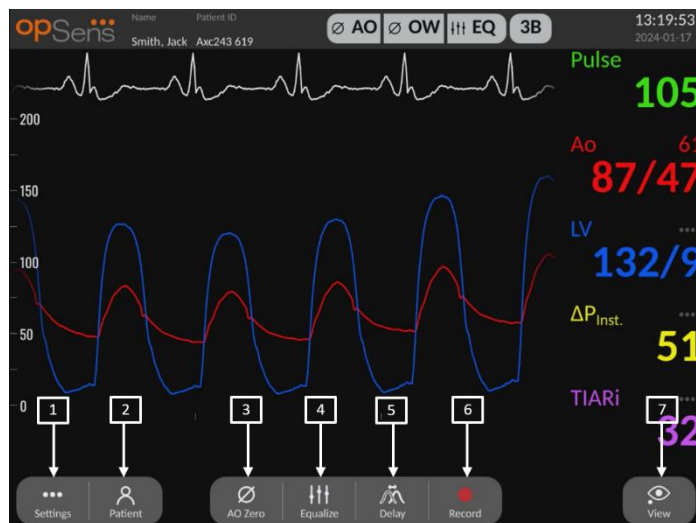 opSens
Name
Patient ID
Smith, Jack Axc243 619
Ø AO
Ø OW
EQ
3B
13:19:53
2024-01-17
Pulse
105
Ao
61
87/47
LV
132/9
ΔPInst.
51
TIARi
32
200
150
100
50
0
1
2
3
4
5
6
7
Settings
Patient
AO Zero
Equalize
Delay
Record
View